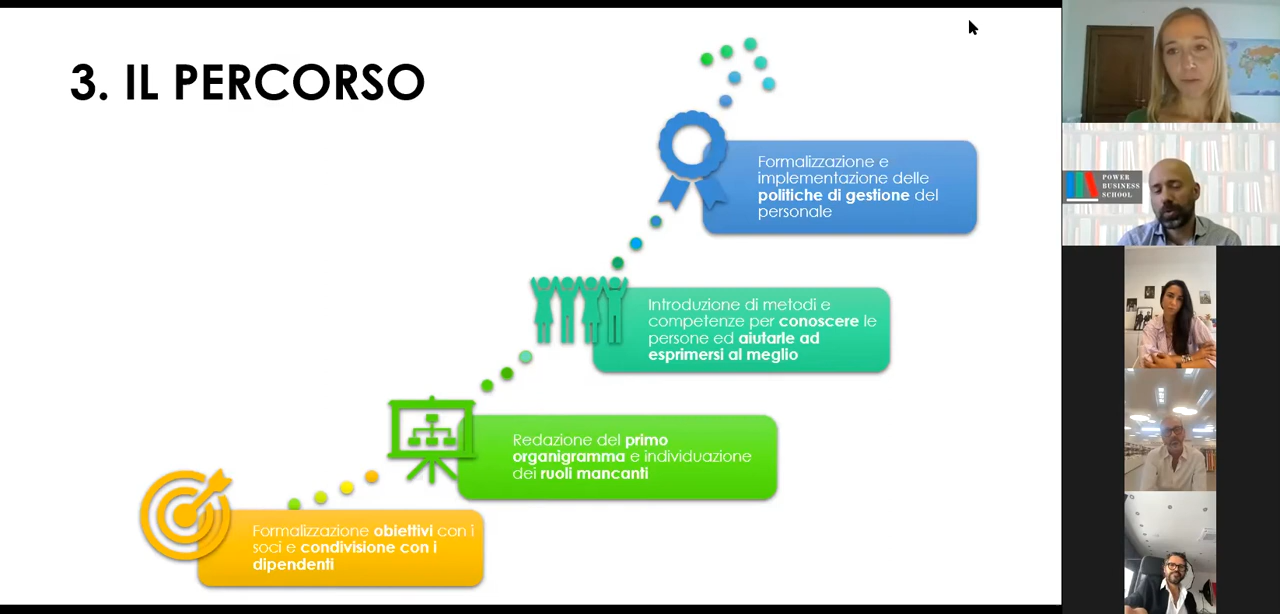 3. IL PERCORSO
Formalizzazione e
implementazione delle
politiche di gestione del
personale
Introduzione di metodi e
competenze per conoscere le
persone ed aiutarle ad
esprimersi al meglio
Redazione del primo
organigramma e individuazione
dei ruoli mancanti
Formalizzazione obiettivi con i
soci e condivisione con i
dipendenti
POWER
BUSINESS
SCHOOL